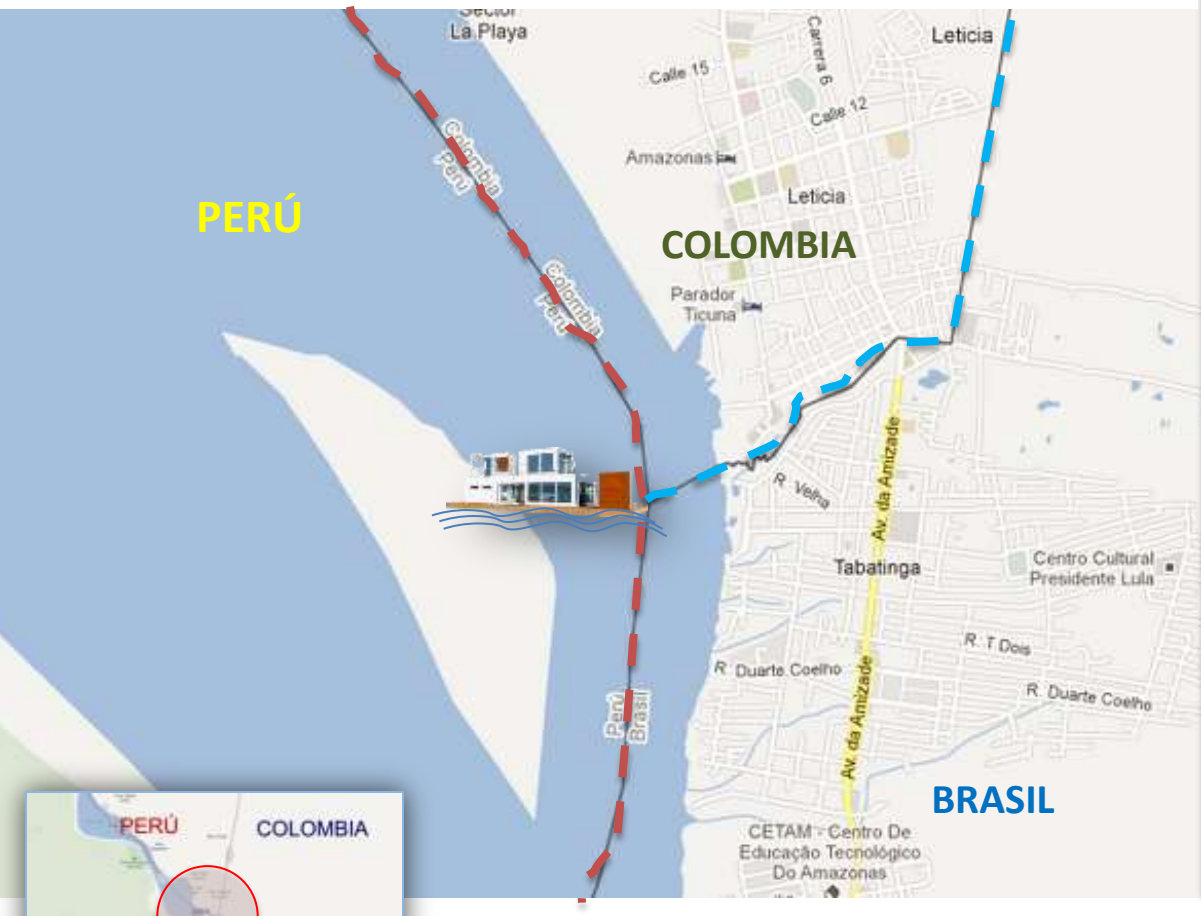 Sector
La Playa
Leticia
Carrera 6
Calle 15
Calle 12
Colombia
Perú
Amazonas
Leticia
PERÚ
COLOMBIA
Colombia
Perú
Parador
Ticuna
Av. da Amizade
R. Velha
Tabatinga
Centro Cultural
Presidente Lula
R. T Dois
R. Duarte Coelho
R. Duarte Coelho
Av. da Amizade
Perú
Brasil
BRASIL
CETAM - Centro De
Educação Tecnológico
Do Amazonas
PERÚ
COLOMBIA